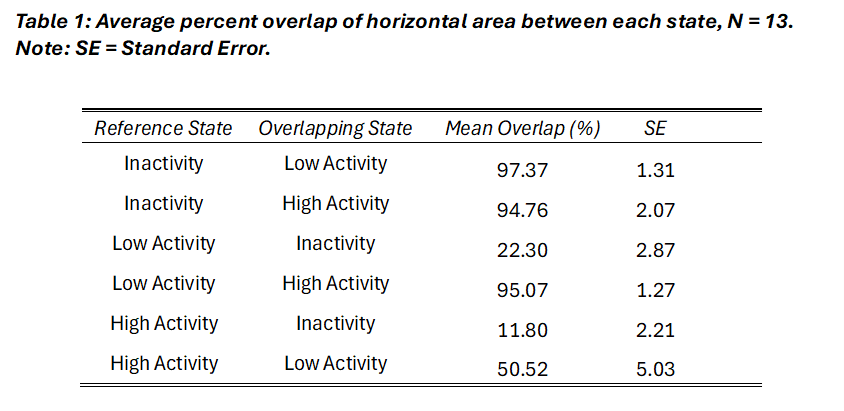 Table 1: Average percent overlap of horizontal area between each state, N = 13.
Note: SE = Standard Error.
Reference State Overlapping State Mean Overlap (%) SE
Inactivity Low Activity 97.37 1.31
Inactivity High Activity 94.76 2.07
Low Activity Inactivity 22.30 2.87
Low Activity High Activity 95.07 1.27
High Activity Inactivity 11.80 2.21
High Activity Low Activity 50.52 5.03